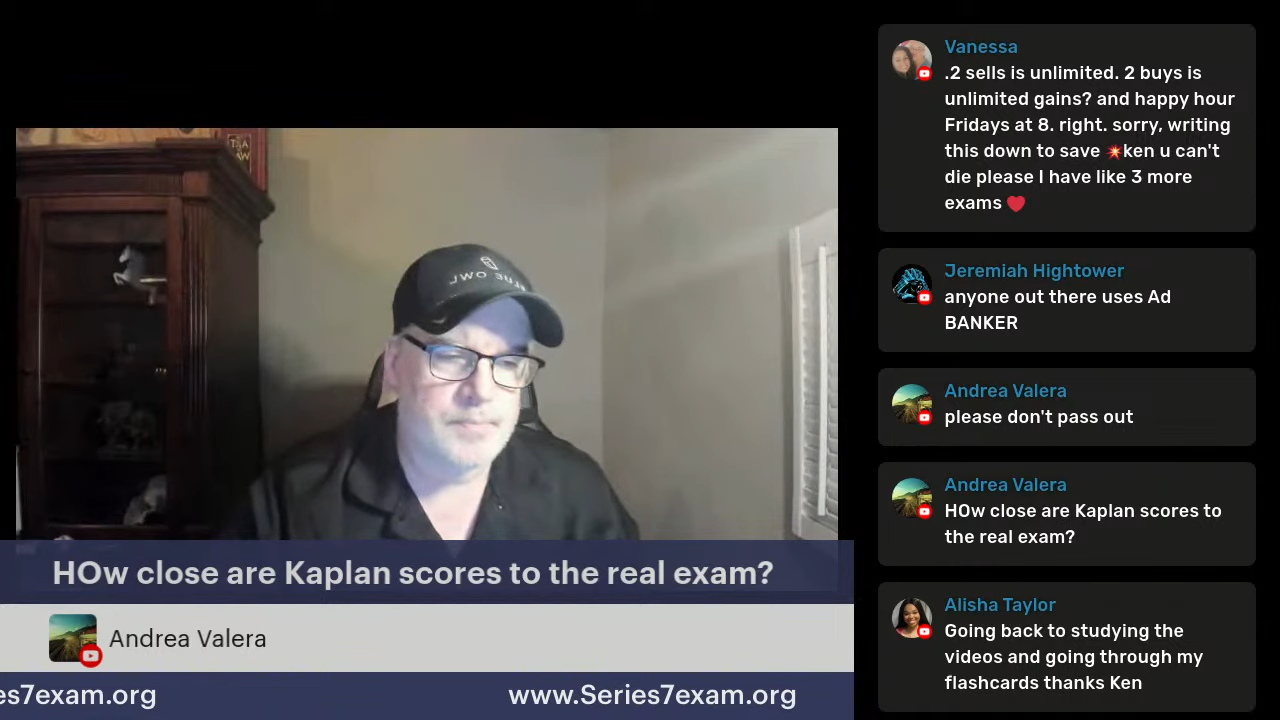 Vanessa
.2 sells is unlimited. 2 buys is
unlimited gains? and happy hour
Fridays at 8. right. sorry, writing
this down to save 💥ken u can't
die please I have like 3 more
exams ❤️
Jeremiah Hightower
anyone out there uses Ad
BANKER
Andrea Valera
please don't pass out
Andrea Valera
HOw close are Kaplan scores to
the real exam?
Alisha Taylor
Going back to studying the
videos and going through my
flashcards thanks Ken
BLUE OWL
HOw close are Kaplan scores to the real exam?
Andrea Valera
es7exam.org
www.Series7exam.org